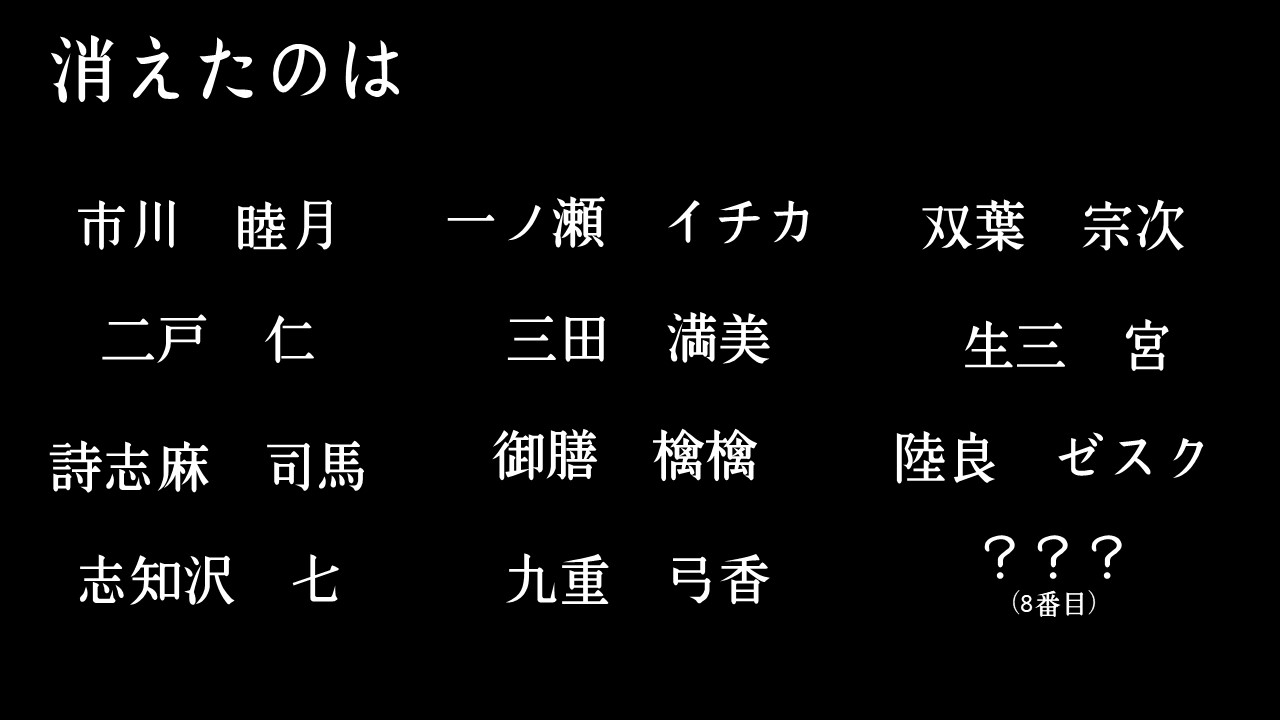 消えたのは
市川　睦月　一ノ瀬　イチカ　双葉　宗次
二戸　仁　三田　満美　生三　宮
詩志麻　司馬　御膳　檎檎　陸良　ゼスク
志知沢　七　九重　弓香　？？？
（8番目）